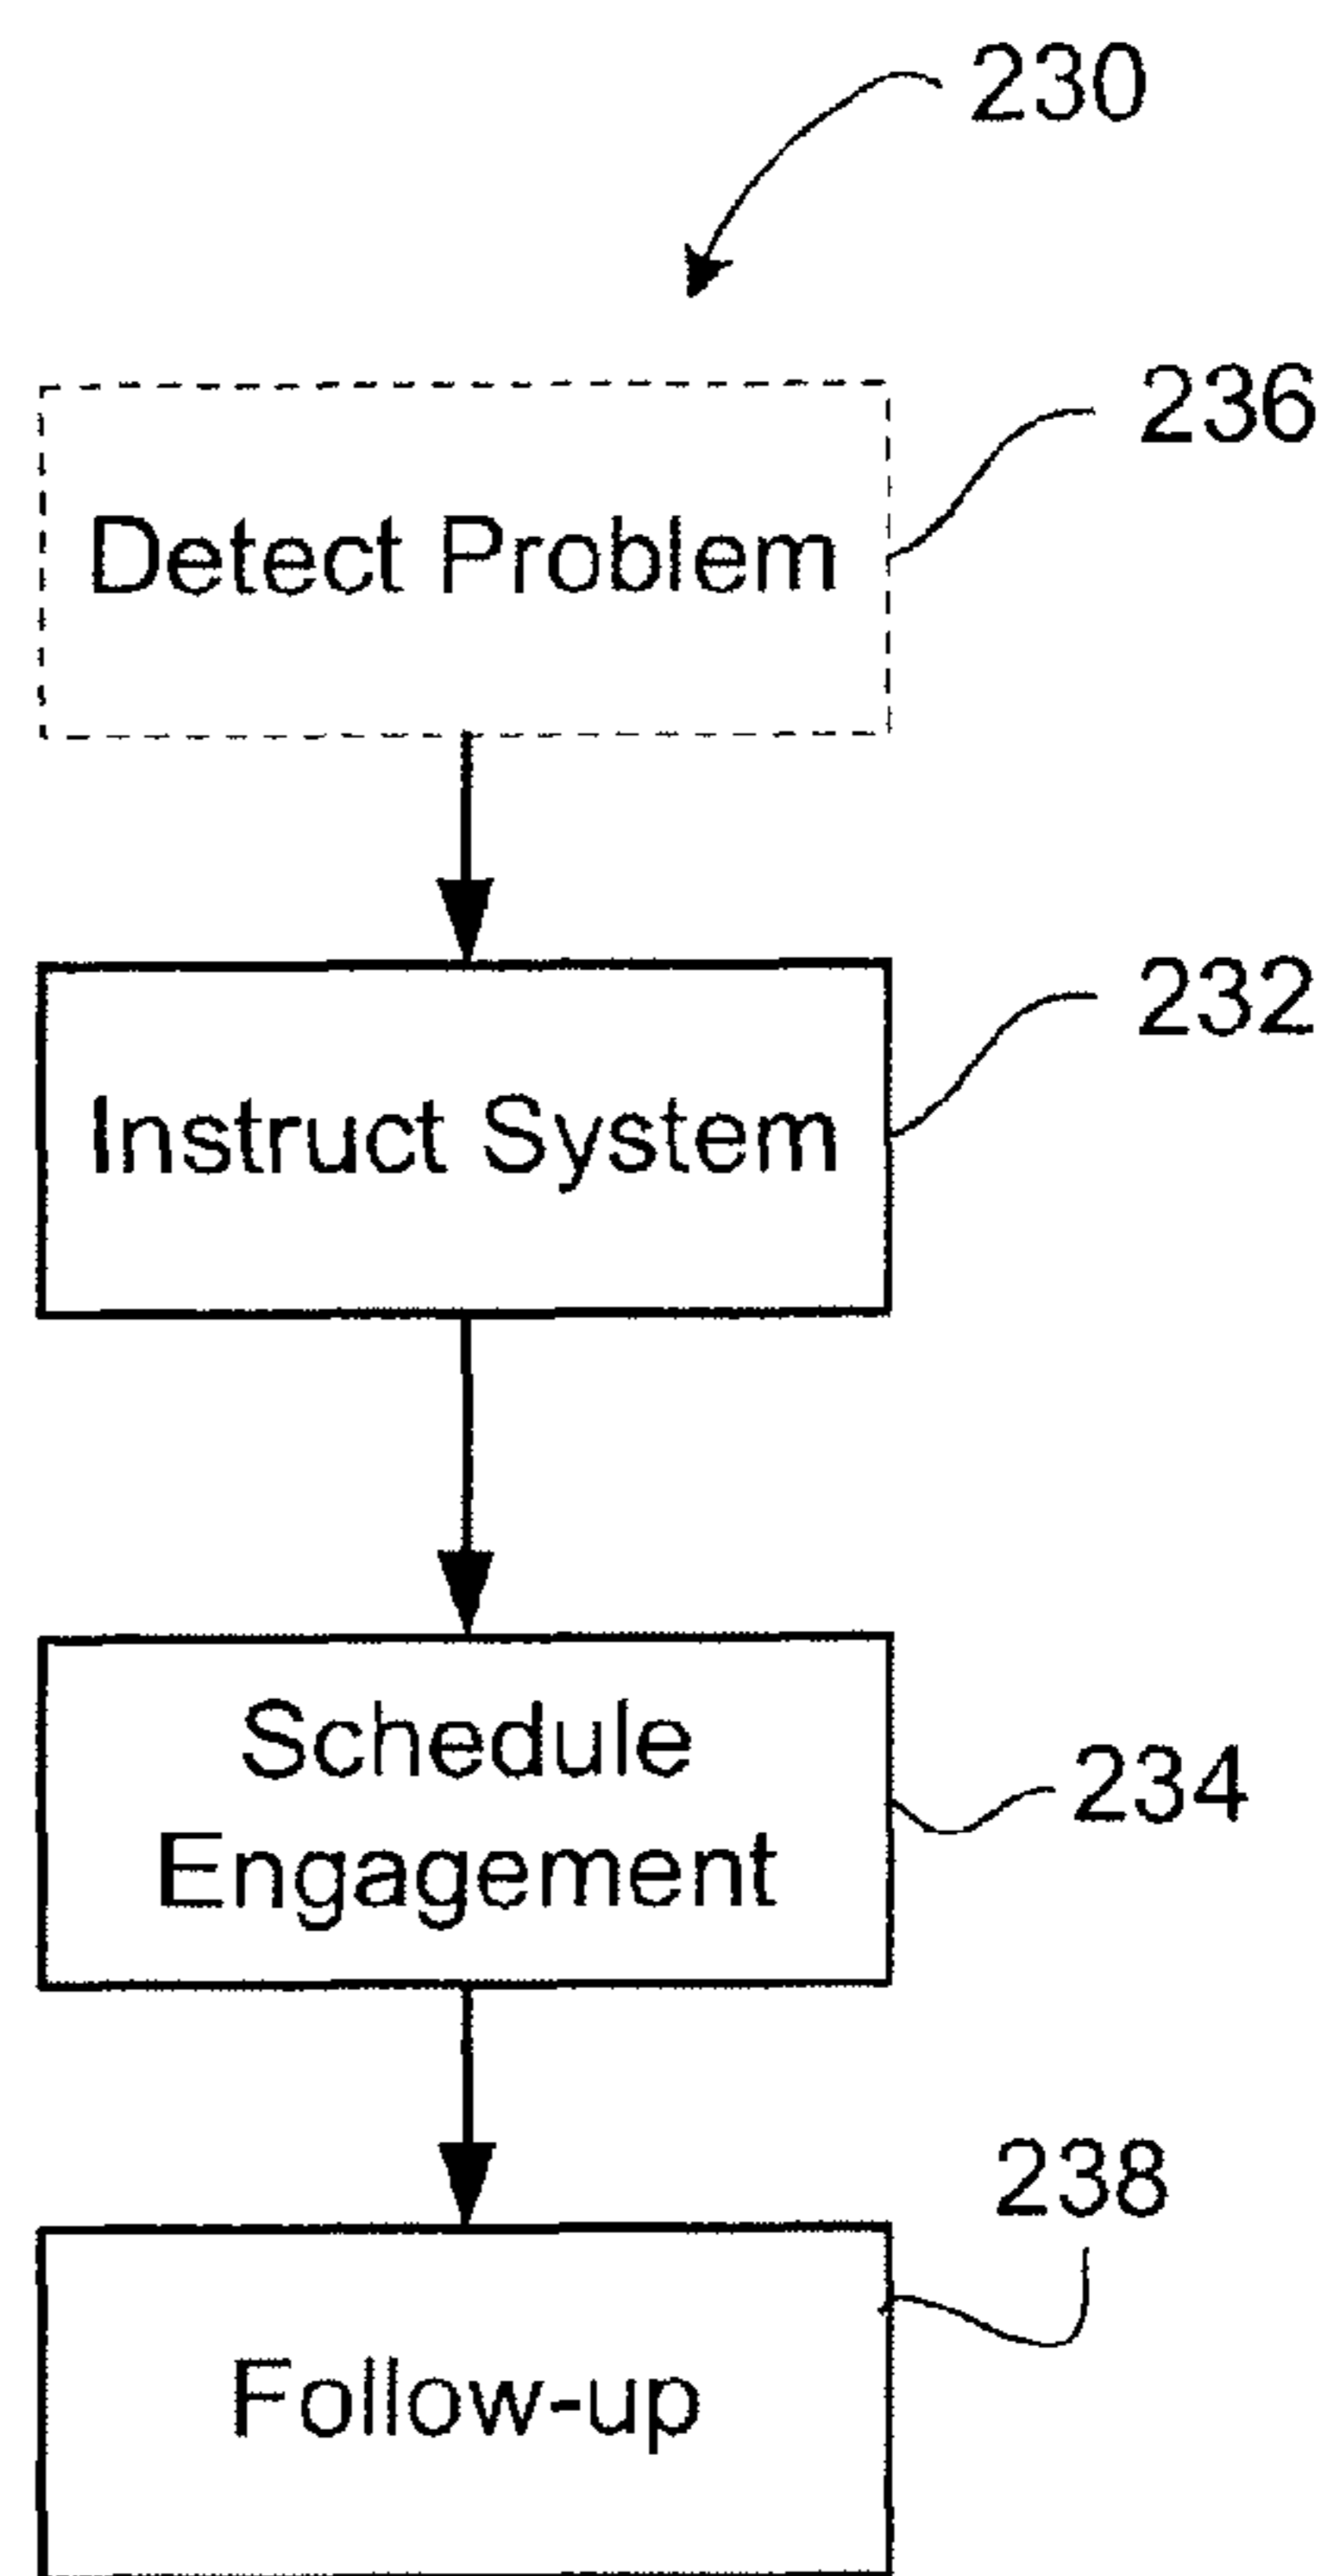 230
236
Detect Problem
232
Instruct System
Schedule
Engagement
234
238
Follow-up